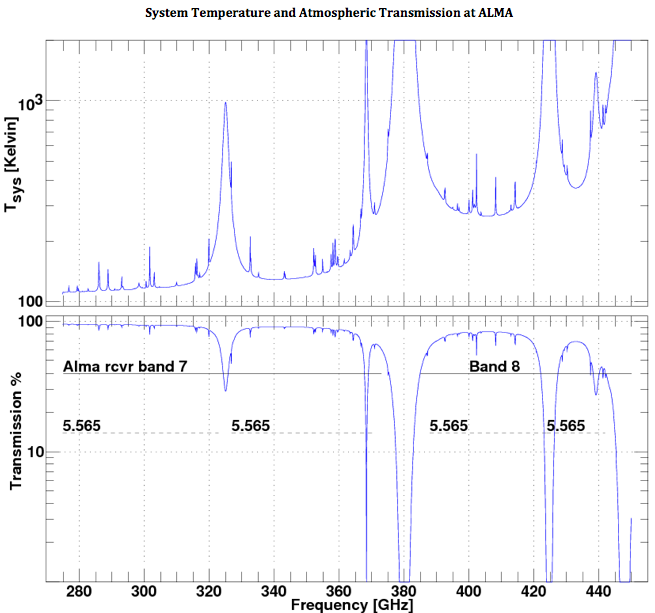 System Temperature and Atmospheric Transmission at ALMA
10³
T_sys [Kelvin]
100
100
Alma rcvr band 7
Band 8
Transmission %
5.565
5.565
5.565
5.565
10
280
300
320
340
360
380
400
420
440
Frequency [GHz]